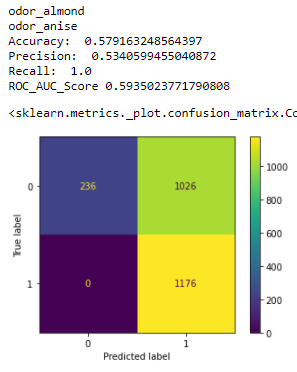 odor_almond
odor_anise
Accuracy:  0.579163248564397
Precision:  0.5340599455040872
Recall:  1.0
ROC_AUC_Score 0.5935023771790808
<sklearn.metrics._plot.confusion_matrix.Co
0
236
1026
1
0
1176
0
1
Predicted label
True label
1000
800
600
400
200
0